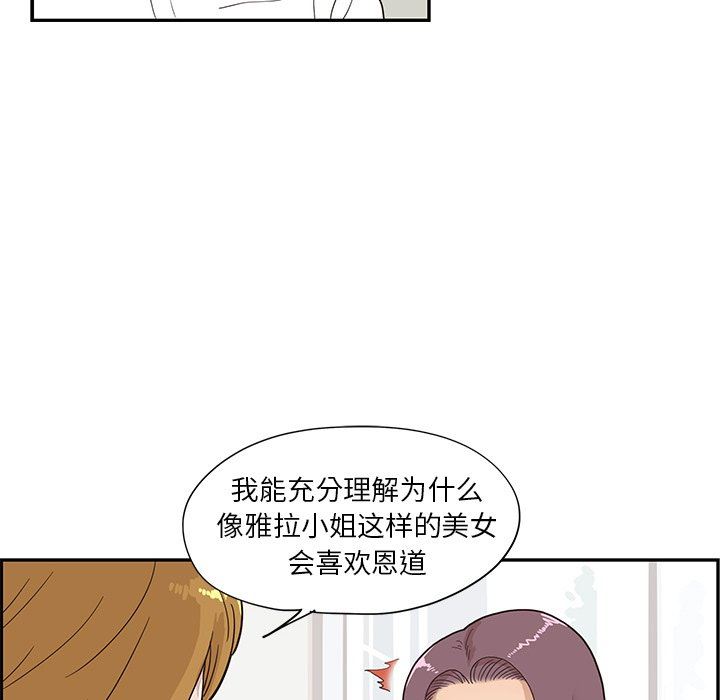 我能充分理解为什么
像雅拉小姐这样的美女
会喜欢恩道